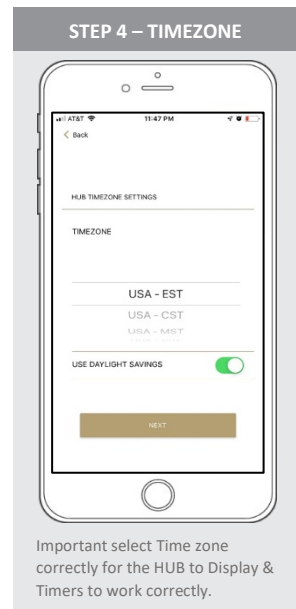 STEP 4 – TIMEZONE
AT&T 11:47 PM
Back
HUB TIMEZONE SETTINGS
TIMEZONE
USA - EST
USA - CST
USA - MST
USE DAYLIGHT SAVINGS
NEXT
Important select Time zone
correctly for the HUB to Display &
Timers to work correctly.